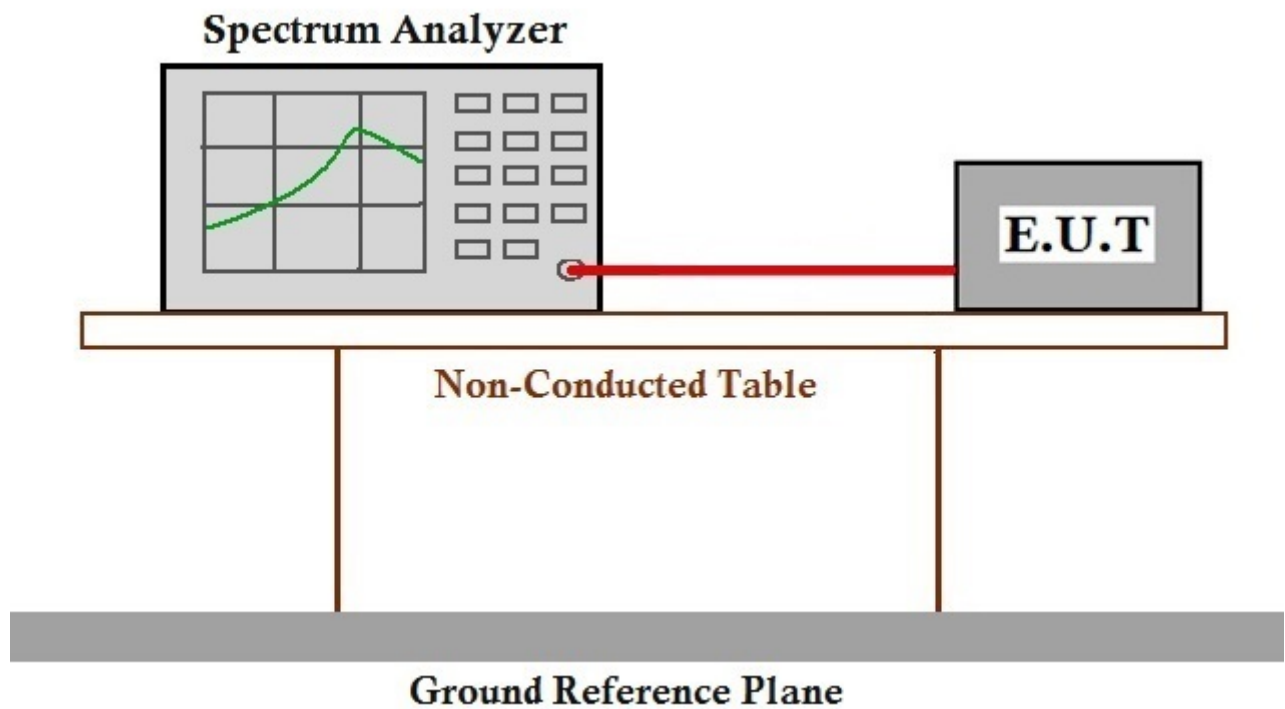 Spectrum Analyzer
E.U.T
Non-Conducted Table
Ground Reference Plane